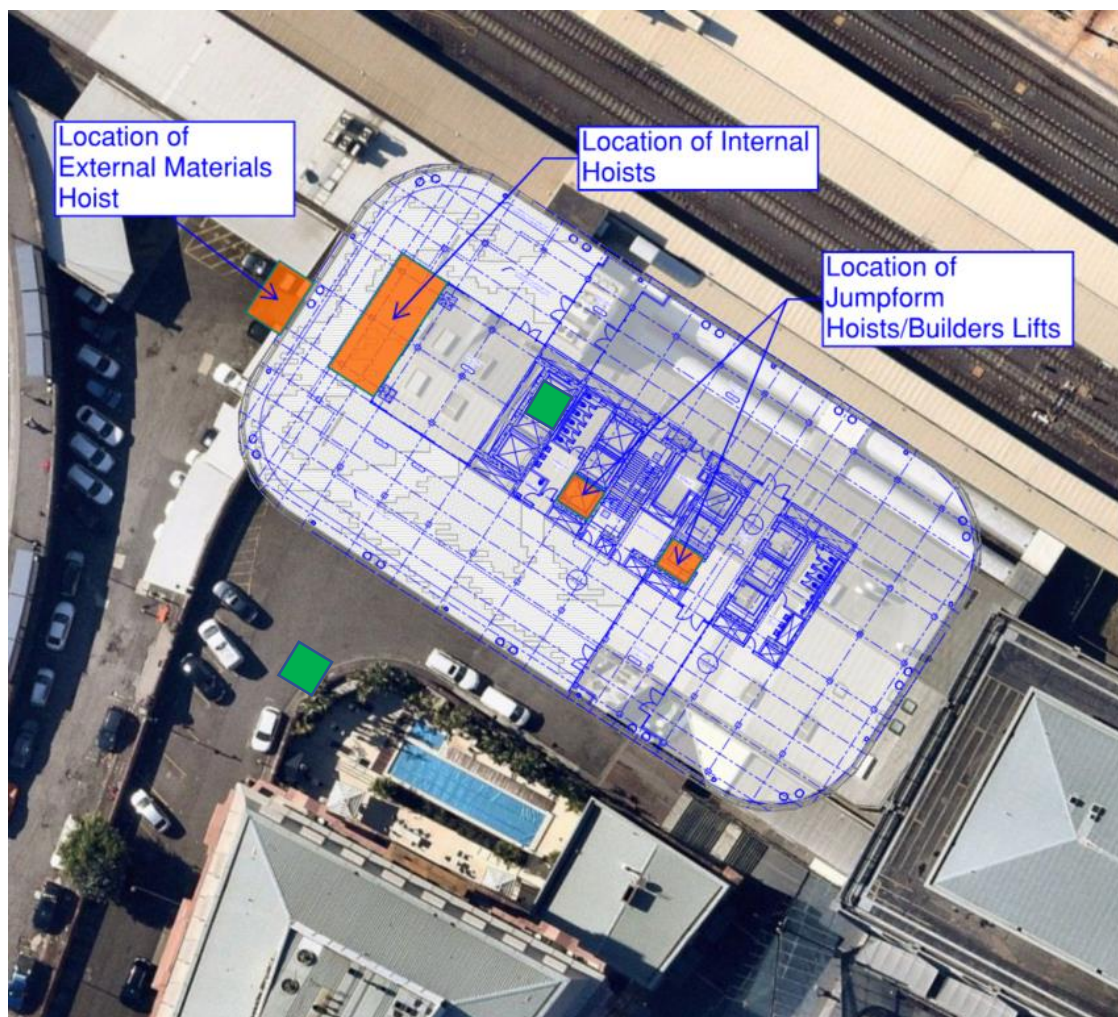 Location of
External Materials
Hoist
Location of Internal
Hoists
Location of
Jumpform
Hoists/Builders Lifts